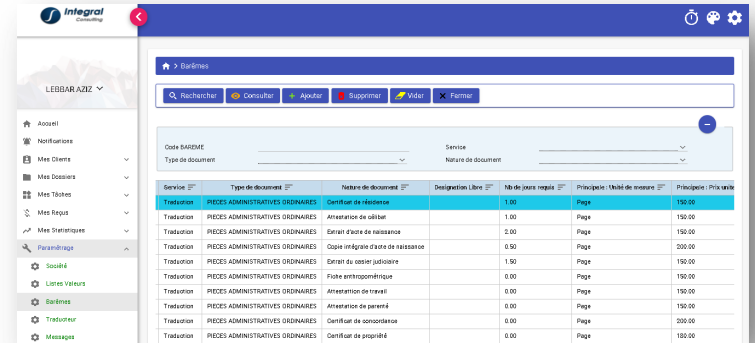 Integral
Consulting
LEBBAR AZIZ
Accueil
Notifications
Mes Clients
Mes Dossiers
Mes Tâches
Mes Reçus
Mes Statistiques
Paramétrage
Société
Listes Valeurs
Barêmes
Traducteur
Messages
> Barêmes
Rechercher Consulter + Ajouter Supprimer Vider × Fermer
Code BAREME Service
Type de document Nature de document
Service Type de document Nature de document Designation Libre Nb de jours requis Principale : Unité de mesure Principale : Prix unite
Traduction PIECES ADMINISTRATIVES ORDINAIRES Certificat de résidence 1.00 Page 150.00
Traduction PIECES ADMINISTRATIVES ORDINAIRES Attestation de célibat 1.00 Page 150.00
Traduction PIECES ADMINISTRATIVES ORDINAIRES Extrait d'acte de naissance 2.00 Page 150.00
Traduction PIECES ADMINISTRATIVES ORDINAIRES Copie intégrale d'acte de naissance 0.50 Page 200.00
Traduction PIECES ADMINISTRATIVES ORDINAIRES Extrait du casier judiciaire 1.50 Page 150.00
Traduction PIECES ADMINISTRATIVES ORDINAIRES Fiche anthropométrique 0.00 Page 150.00
Traduction PIECES ADMINISTRATIVES ORDINAIRES Attestattion de travail 0.00 Page 150.00
Traduction PIECES ADMINISTRATIVES ORDINAIRES Attestation de parenté 0.00 Page 150.00
Traduction PIECES ADMINISTRATIVES ORDINAIRES Certificat de concordance 0.00 Page 200.00
Traduction PIECES ADMINISTRATIVES ORDINAIRES Certificat de propriété 0.00 Page 180.00